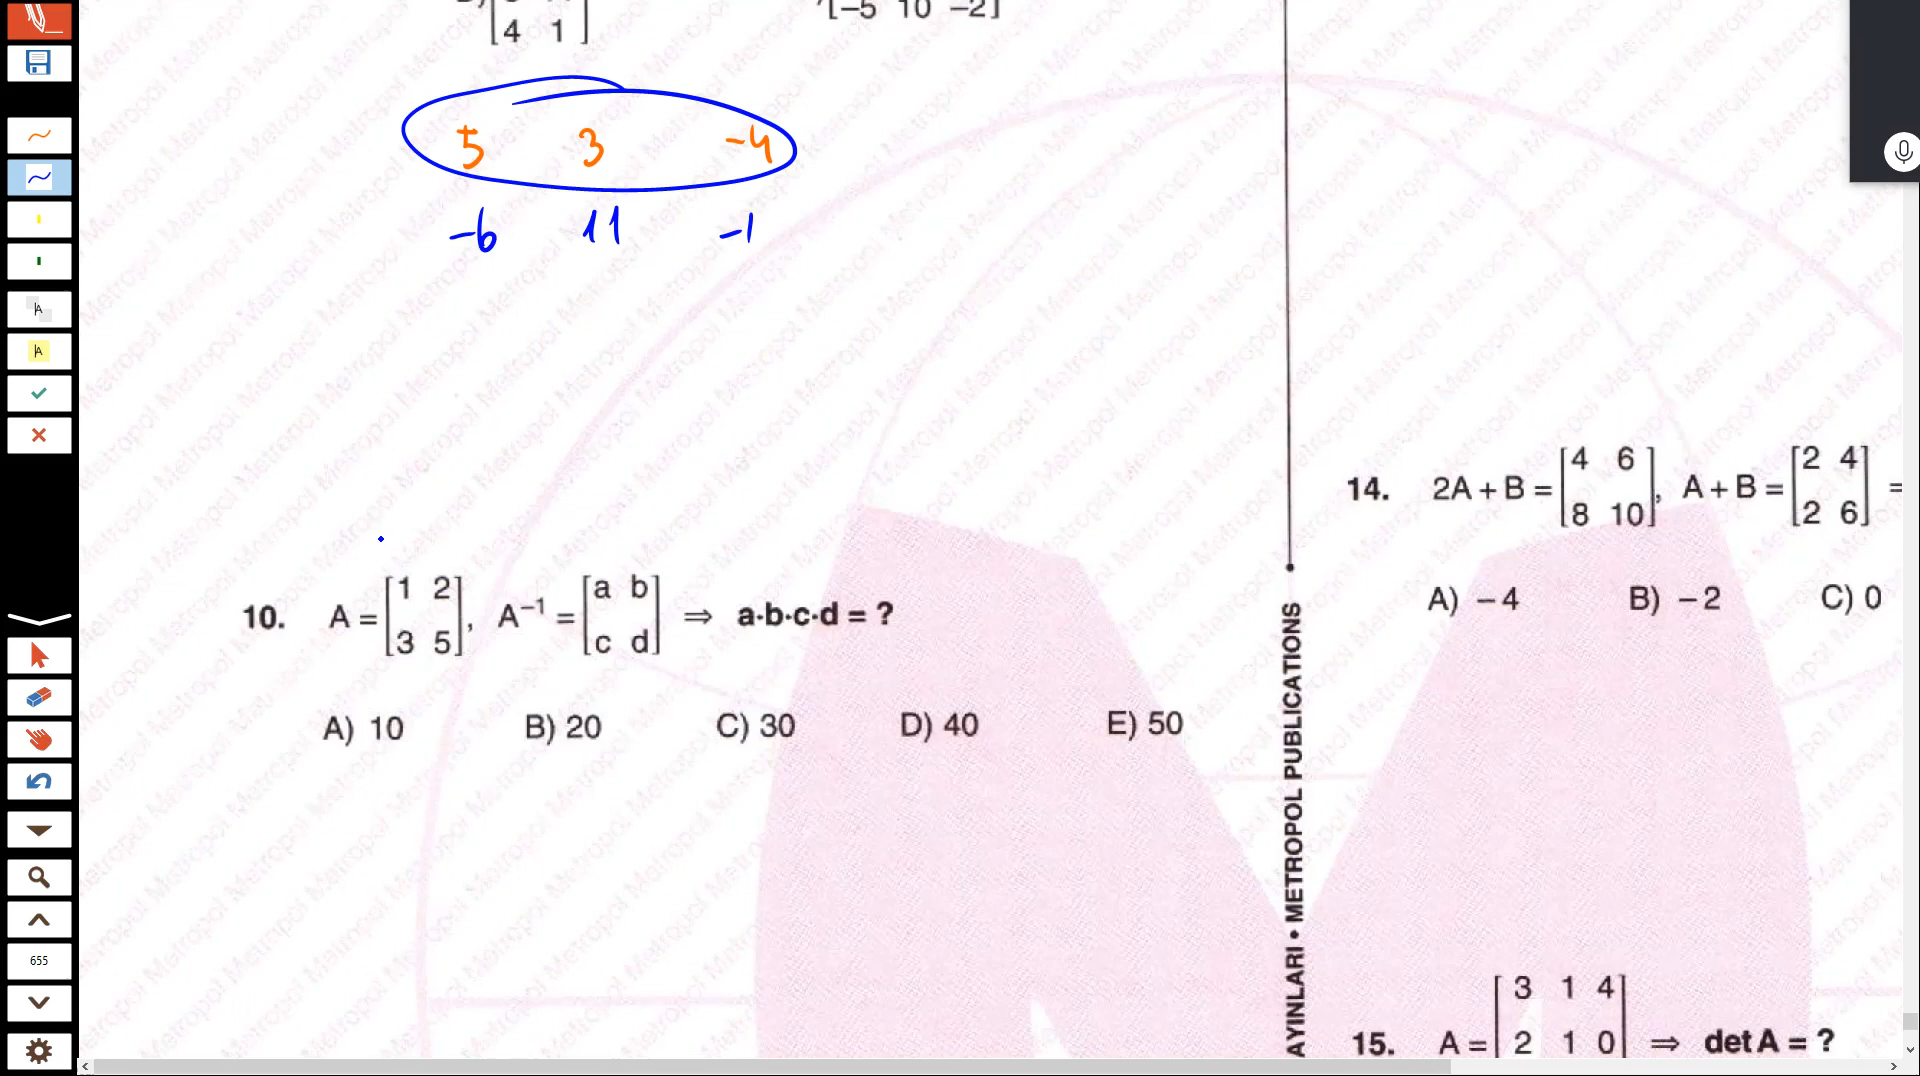 4 1
[-5 10 -2]
5 3 -4
-6 11 -1
10. A = [1 2
3 5], A⁻¹ = [a b
c d] ⇒ a·b·c·d = ?
A) 10 B) 20 C) 30 D) 40 E) 50
AYINLARI • METROPOL PUBLICATIONS
14. 2A + B = [4 6
8 10], A + B = [2 4
2 6] =
A) – 4 B) – 2 C) 0
15. A = [3 1 4
2 1 0 ⇒ det A = ?
655